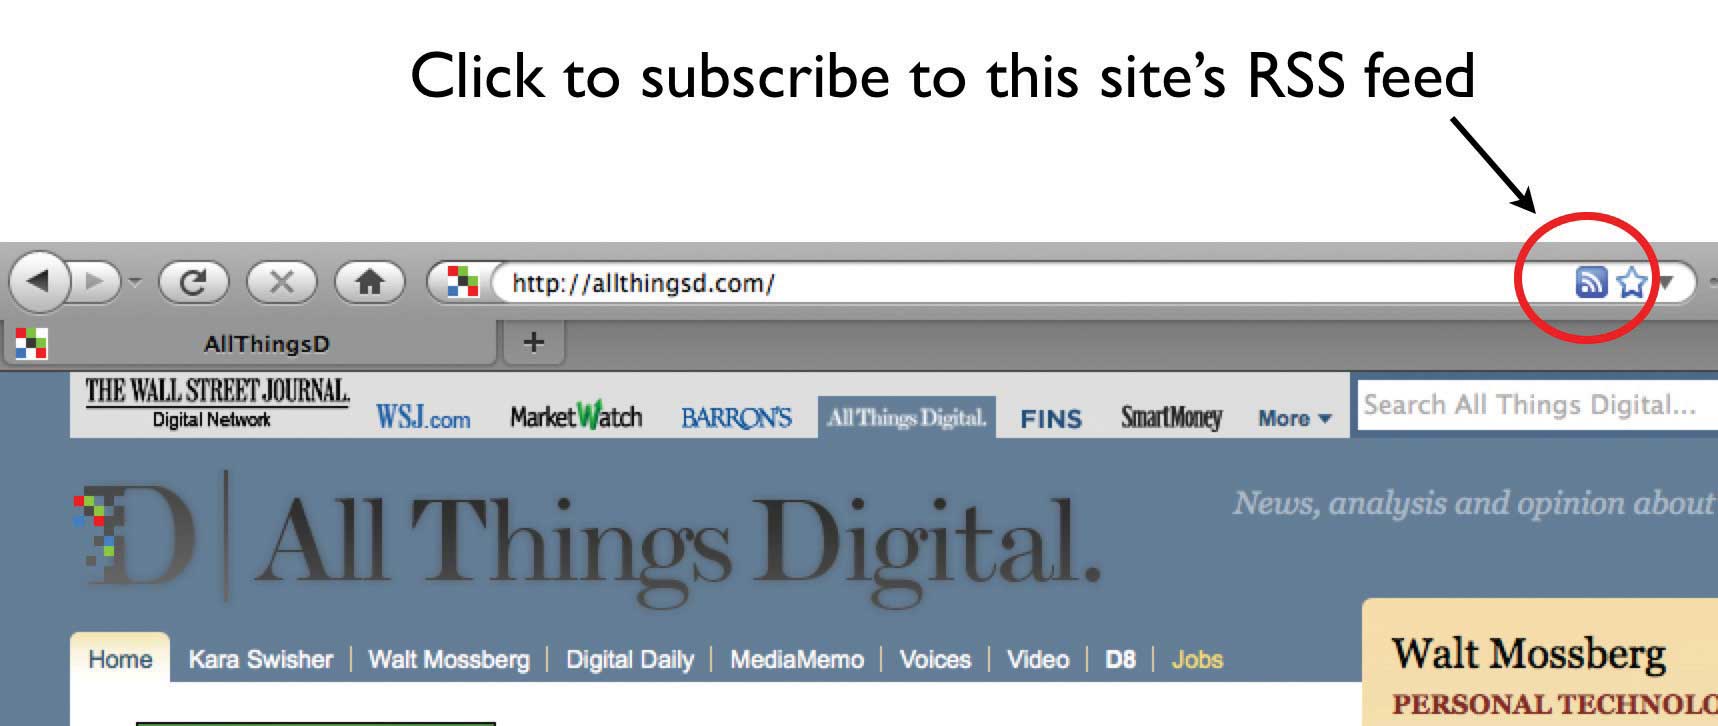 Click to subscribe to this site's RSS feed
http://allthingsd.com/
AllThingsD
THE WALL STREET JOURNAL.
Digital Network
WSJ.com
MarketWatch
BARRON'S
All Things Digital.
FINS
SmartMoney
More
Search All Things Digital...
D | All Things Digital.
News, analysis and opinion about
Home
Kara Swisher | Walt Mossberg | Digital Daily | MediaMemo | Voices | Video | D8 | Jobs
Walt Mossberg
PERSONAL TECHNOLO